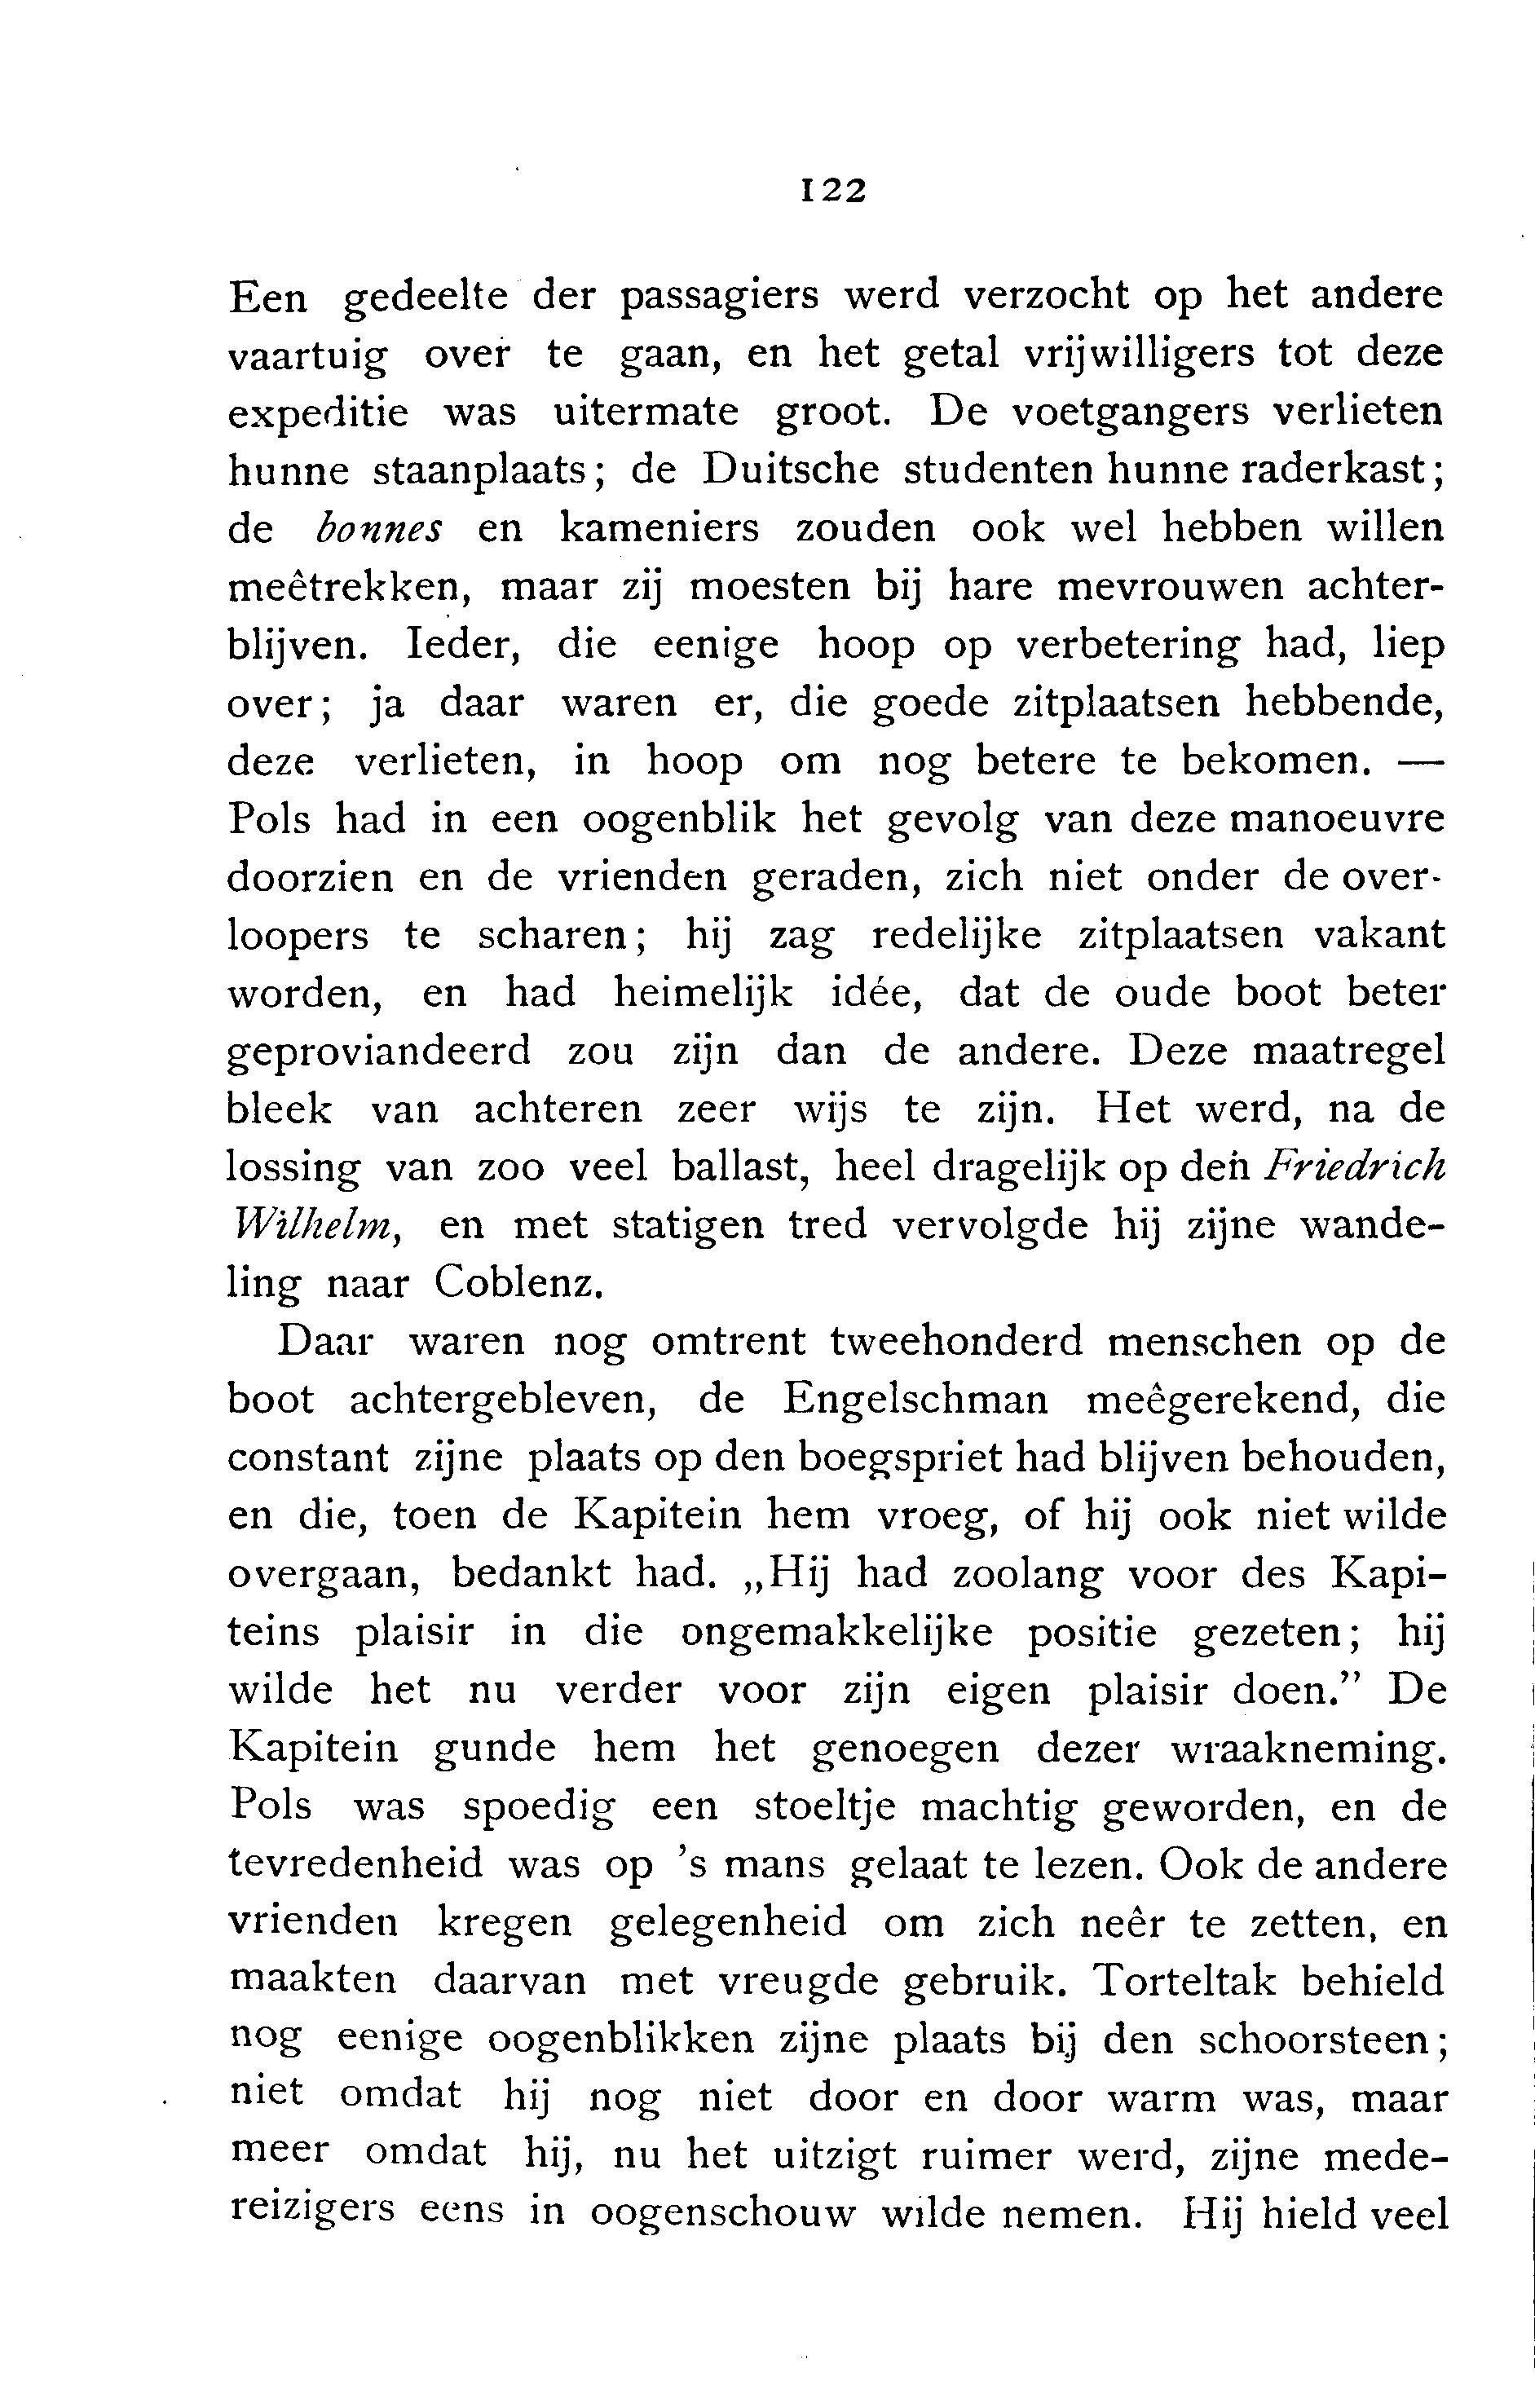 122
Een gedeelte der passagiers werd verzocht op het andere
vaartuig over te gaan, en het getal vrijwilligers tot deze
expeditie was uitermate groot. De voetgangers verlieten
hunne staanplaats; de Duitsche studenten hunne raderkast;
de bonnes en kameniers zouden ook wel hebben willen
meêtrekken, maar zij moesten bij hare mevrouwen achter-
blijven. Ieder, die eenige hoop op verbetering had, liep
over; ja daar waren er, die goede zitplaatsen hebbende,
deze verlieten, in hoop om nog betere te bekomen. —
Pols had in een oogenblik het gevolg van deze manoeuvre
doorzien en de vrienden geraden, zich niet onder de over-
loopers te scharen; hij zag redelijke zitplaatsen vakant
worden, en had heimelijk idée, dat de oude boot beter
geproviandeerd zou zijn dan de andere. Deze maatregel
bleek van achteren zeer wijs te zijn. Het werd, na de
lossing van zoo veel ballast, heel dragelijk op den Friedrich
Wilhelm, en met statigen tred vervolgde hij zijne wande-
ling naar Coblenz.
Daar waren nog omtrent tweehonderd menschen op de
boot achtergebleven, de Engelschman meêgerekend, die
constant zijne plaats op den boegspriet had blijven behouden,
en die, toen de Kapitein hem vroeg, of hij ook niet wilde
overgaan, bedankt had. „Hij had zoolang voor des Kapi-
teins plaisir in die ongemakkelijke positie gezeten; hij
wilde het nu verder voor zijn eigen plaisir doen.” De
Kapitein gunde hem het genoegen dezer wraakneming.
Pols was spoedig een stoeltje machtig geworden, en de
tevredenheid was op ’s mans gelaat te lezen. Ook de andere
vrienden kregen gelegenheid om zich neêr te zetten, en
maakten daarvan met vreugde gebruik. Torteltak behield
nog eenige oogenblikken zijne plaats bij den schoorsteen;
niet omdat hij nog niet door en door warm was, maar
meer omdat hij, nu het uitzigt ruimer werd, zijne mede-
reizigers eens in oogenschouw wilde nemen. Hij hield veel